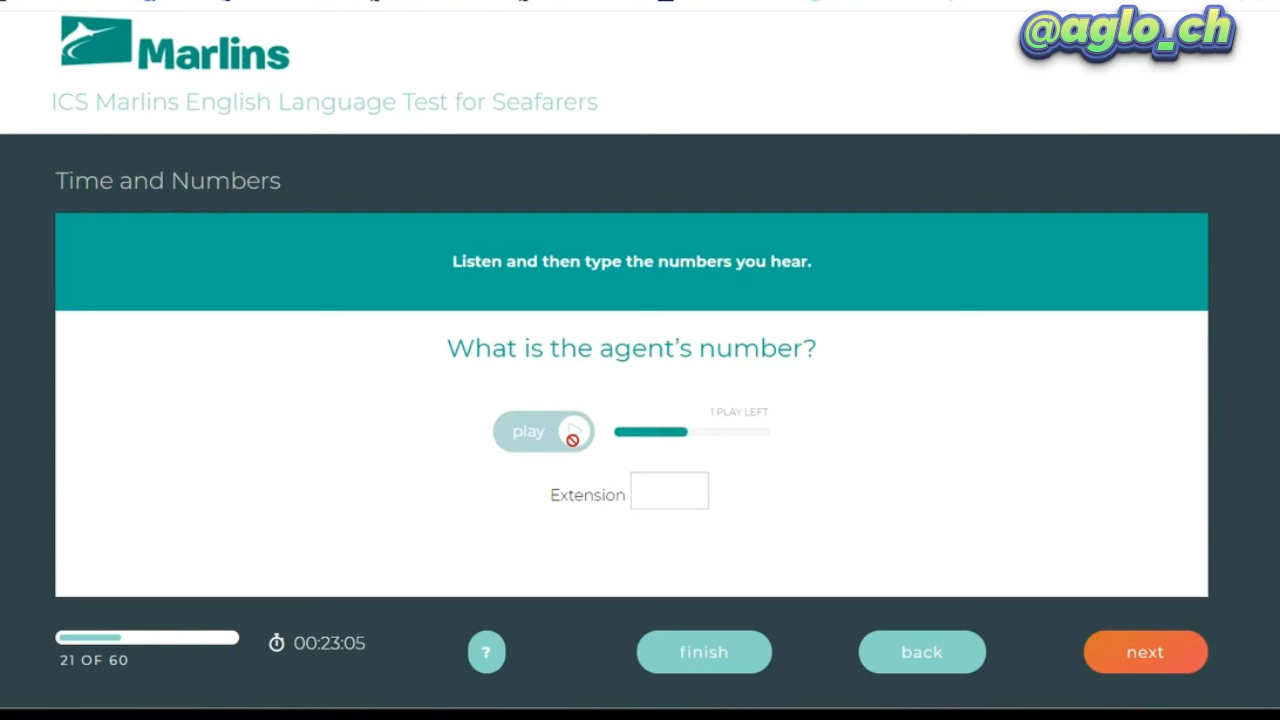 @aglo_ch
Marlins
ICS Marlins English Language Test for Seafarers
Time and Numbers
Listen and then type the numbers you hear.
What is the agent's number?
1 PLAY LEFT
play
Extension
00:23:05
21 OF 60
?
finish
back
next